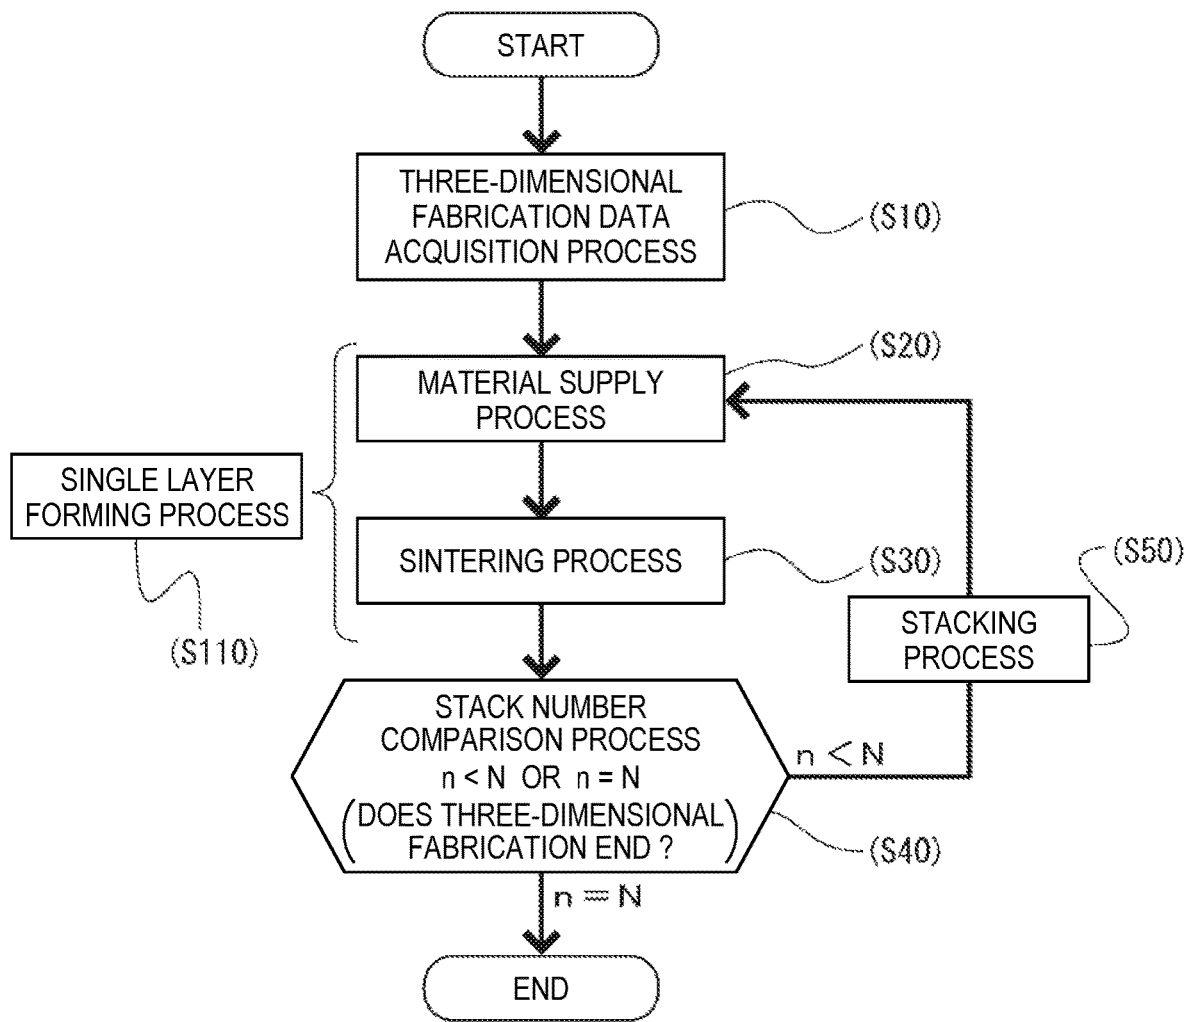 START
THREE-DIMENSIONAL
FABRICATION DATA
ACQUISITION PROCESS
(S10)
(S20)
MATERIAL SUPPLY
PROCESS
SINGLE LAYER
FORMING PROCESS
(S110)
SINTERING PROCESS
(S30)
(S50)
STACKING
PROCESS
STACK NUMBER
COMPARISON PROCESS
n < N OR n = N
(DOES THREE-DIMENSIONAL
FABRICATION END ?)
n < N
(S40)
n = N
END